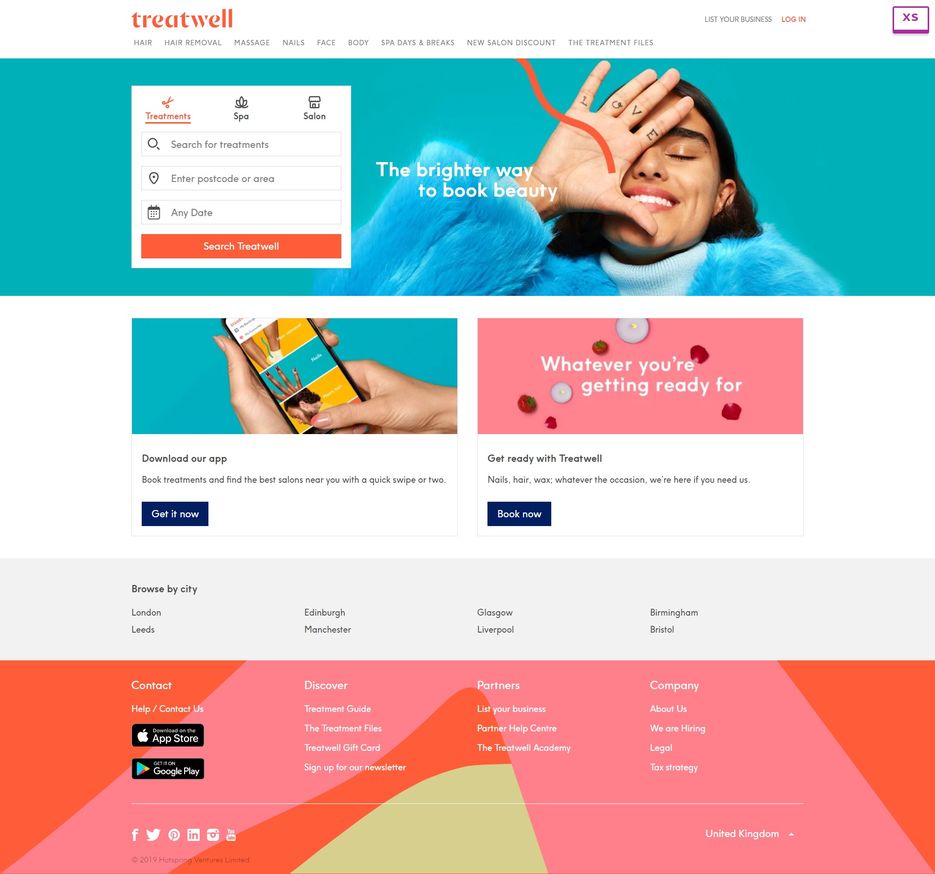 treatwell
LIST YOUR BUSINESS
LOG IN
XS
HAIR
HAIR REMOVAL
MASSAGE
NAILS
FACE
BODY
SPA DAYS & BREAKS
NEW SALON DISCOUNT
THE TREATMENT FILES
Treatments
Spa
Salon
Search for treatments
Enter postcode or area
Any Date
Search Treatwell
The brighter way
to book beauty
LOVE
Nails
Whatever you're
getting ready for
Download our app
Book treatments and find the best salons near you with a quick swipe or two.
Get it now
Get ready with Treatwell
Nails, hair, wax; whatever the occasion, we're here if you need us.
Book now
Browse by city
London
Edinburgh
Glasgow
Birmingham
Leeds
Manchester
Liverpool
Bristol
Contact
Help / Contact Us
Download on the
App Store
GET IT ON
Google Play
Discover
Treatment Guide
The Treatment Files
Treatwell Gift Card
Sign up for our newsletter
Partners
List your business
Partner Help Centre
The Treatwell Academy
Company
About Us
We are Hiring
Legal
Tax strategy
You
United Kingdom
© 2019 Hotspring Ventures Limited